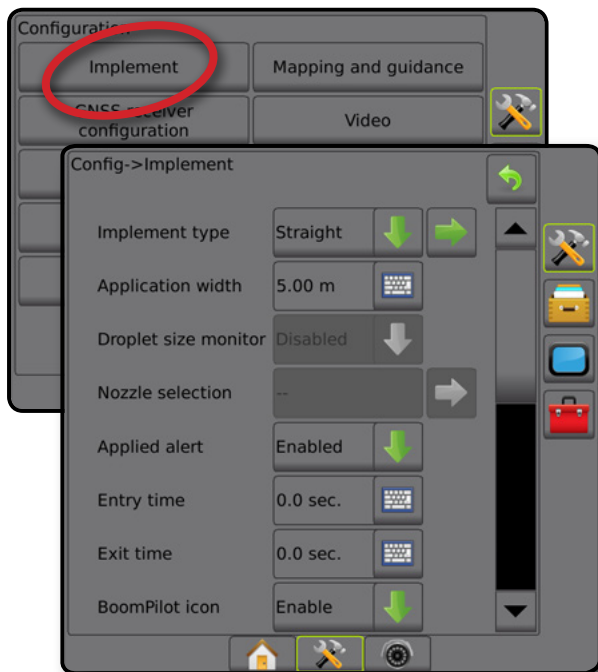 Configuration
Implement
Mapping and guidance
GNSS receiver
configuration
Video
Config->Implement
Implement type
Straight
Application width
5.00 m
Droplet size monitor
Disabled
Nozzle selection
--
Applied alert
Enabled
Entry time
0.0 sec.
Exit time
0.0 sec.
BoomPilot icon
Enable